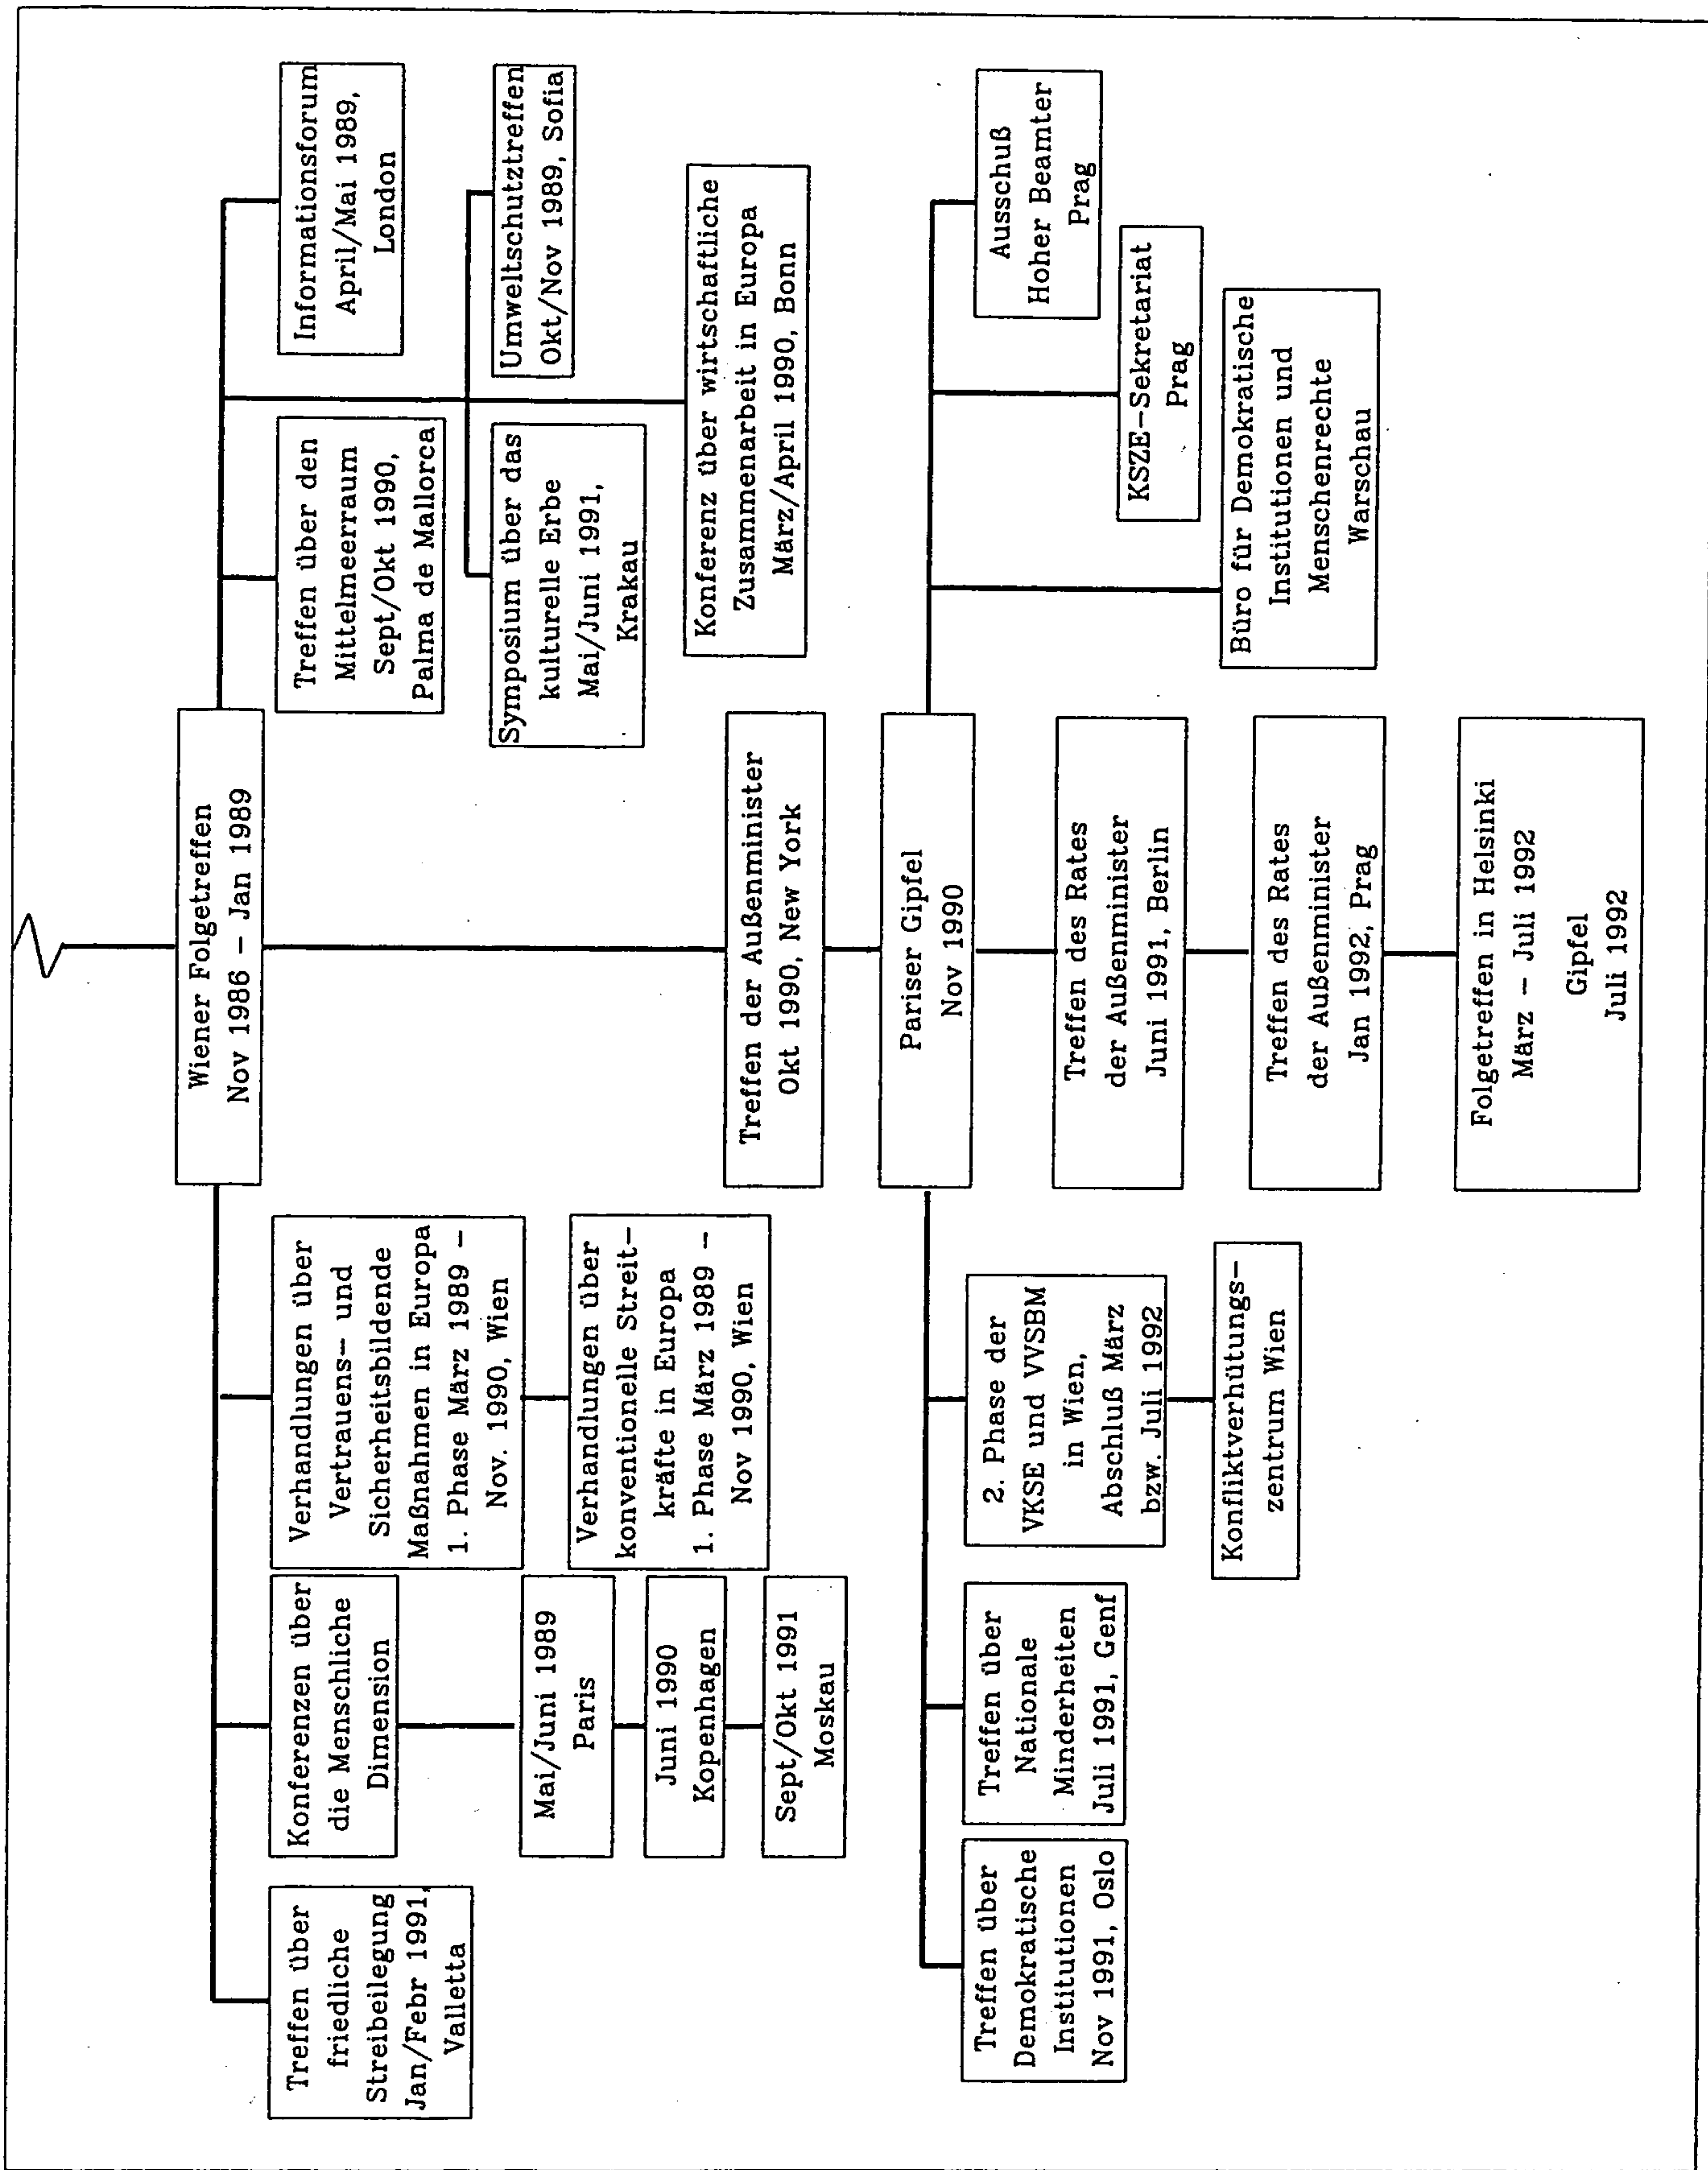 Wiener Folgetreffen
Nov 1986 – Jan 1989
Treffen über
friedliche
Streibeilegung
Jan/Febr 1991,
Valletta
Konferenzen über
die Menschliche
Dimension
Mai/Juni 1989
Paris
Juni 1990
Kopenhagen
Sept/Okt 1991
Moskau
Verhandlungen über
Vertrauens– und
Sicherheitsbildende
Maßnahmen in Europa
1. Phase März 1989 –
Nov. 1990, Wien
Verhandlungen über
konventionelle Streit–
kräfte in Europa
1. Phase März 1989 –
Nov 1990, Wien
Treffen über den
Mittelmeerraum
Sept/Okt 1990,
Palma de Mallorca
Informationsforum
April/Mai 1989,
London
Symposium über das
kulturelle Erbe
Mai/Juni 1991,
Krakau
Umweltschutztreffen
Okt/Nov 1989, Sofia
Konferenz über wirtschaftliche
Zusammenarbeit in Europa
März/April 1990, Bonn
Treffen der Außenminister
Okt 1990, New York
Pariser Gipfel
Nov 1990
Treffen über
Demokratische
Institutionen
Nov 1991, Oslo
Treffen über
Nationale
Minderheiten
Juli 1991, Genf
2. Phase der
VKSE und VVSBM
in Wien,
Abschluß März
bzw. Juli 1992
Konfliktverhütungs–
zentrum Wien
Treffen des Rates
der Außenminister
Juni 1991, Berlin
Treffen des Rates
der Außenminister
Jan 1992, Prag
Folgetreffen in Helsinki
März – Juli 1992
Gipfel
Juli 1992
Büro für Demokratische
Institutionen und
Menschenrechte
Warschau
KSZE–Sekretariat
Prag
Ausschuß
Hoher Beamter
Prag